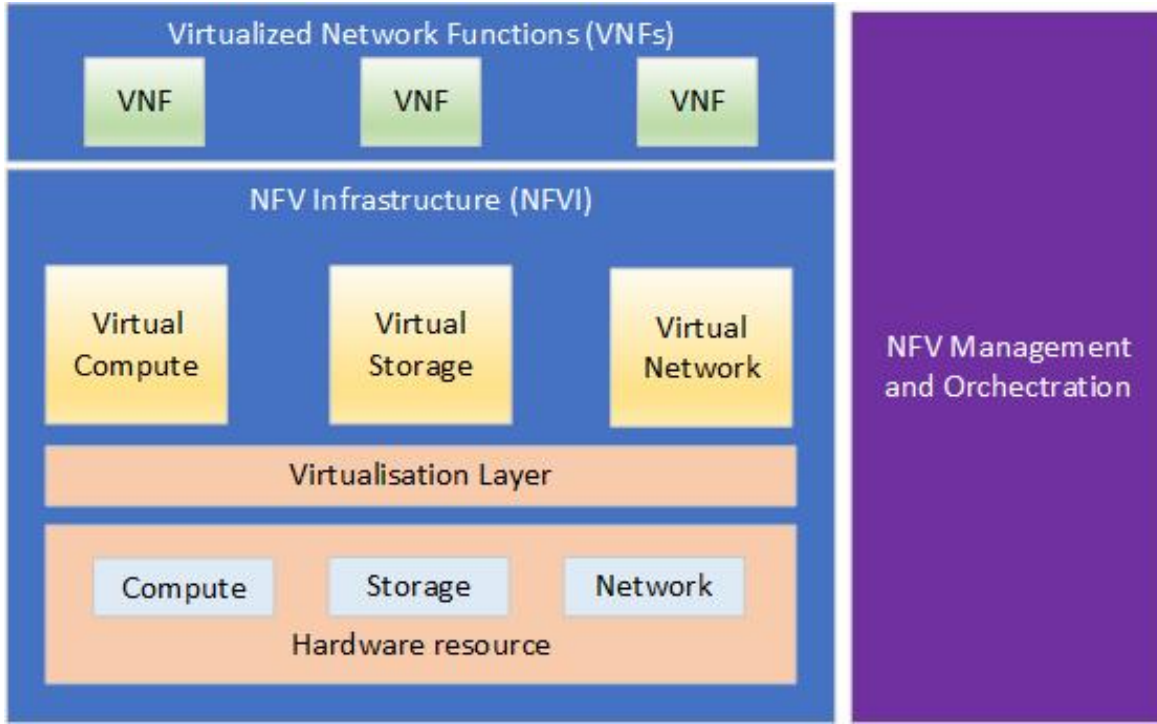 Virtualized Network Functions (VNFs)
VNF
VNF
VNF
NFV Infrastructure (NFVI)
Virtual
Compute
Virtual
Storage
Virtual
Network
Virtualisation Layer
Compute
Storage
Network
Hardware resource
NFV Management
and Orchectration